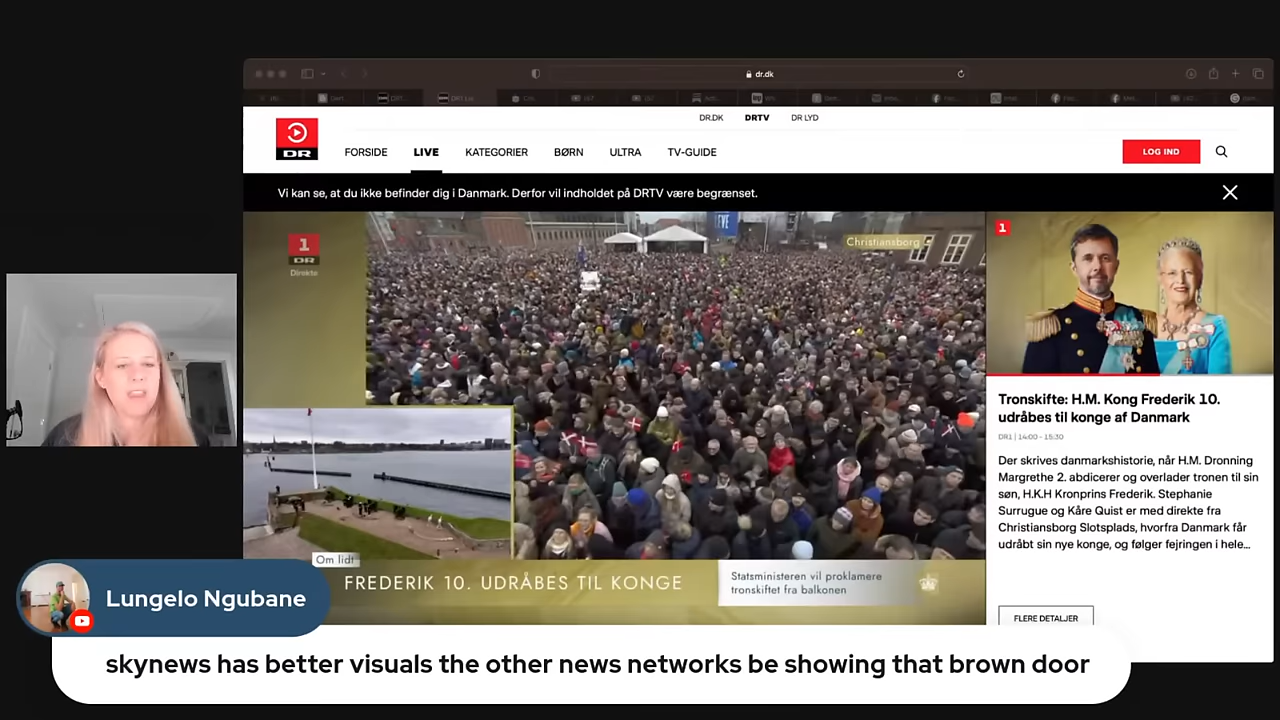 dr.dk
DR.DK
DRTV
DR LYD
DR
FORSIDE
LIVE
KATEGORIER
BØRN
ULTRA
TV-GUIDE
LOG IND
Vi kan se, at du ikke befinder dig i Danmark. Derfor vil indholdet på DRTV være begrænset.
1
DR
Direkte
Christiansborg
1
Tronskifte: H.M. Kong Frederik 10.
udråbes til konge af Danmark
DR1 | 14:00 - 15:30
Der skrives danmarkshistorie, når H.M. Dronning
Margrethe 2. abdicerer og overlader tronen til sin
søn, H.K.H Kronprins Frederik. Stephanie
Surrugue og Kåre Quist er med direkte fra
Christiansborg Slotsplads, hvorfra Danmark får
udråbt sin nye konge, og følger fejringen i hele...
FLERE DETALJER
Om lidt
FREDERIK 10. UDRÅBES TIL KONGE
Statsministeren vil proklamere
tronskiftet fra balkonen
Lungelo Ngubane
skynews has better visuals the other news networks be showing that brown door